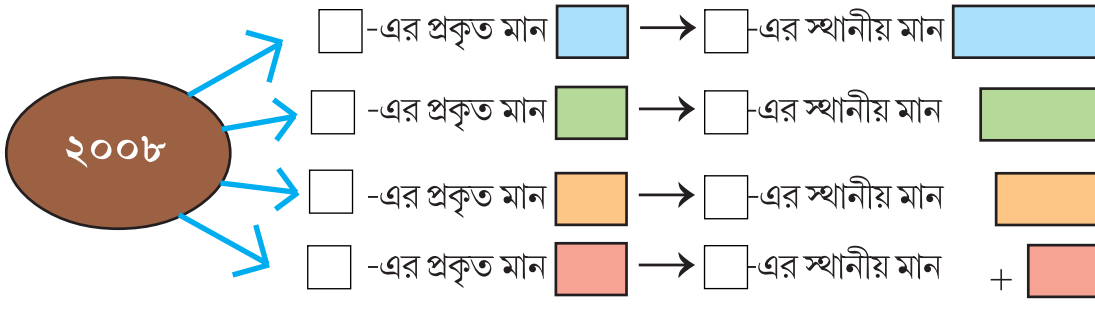 ২০০৮
-এর প্রকৃত মান → -এর স্থানীয় মান
-এর প্রকৃত মান → -এর স্থানীয় মান
-এর প্রকৃত মান → -এর স্থানীয় মান
-এর প্রকৃত মান → -এর স্থানীয় মান +